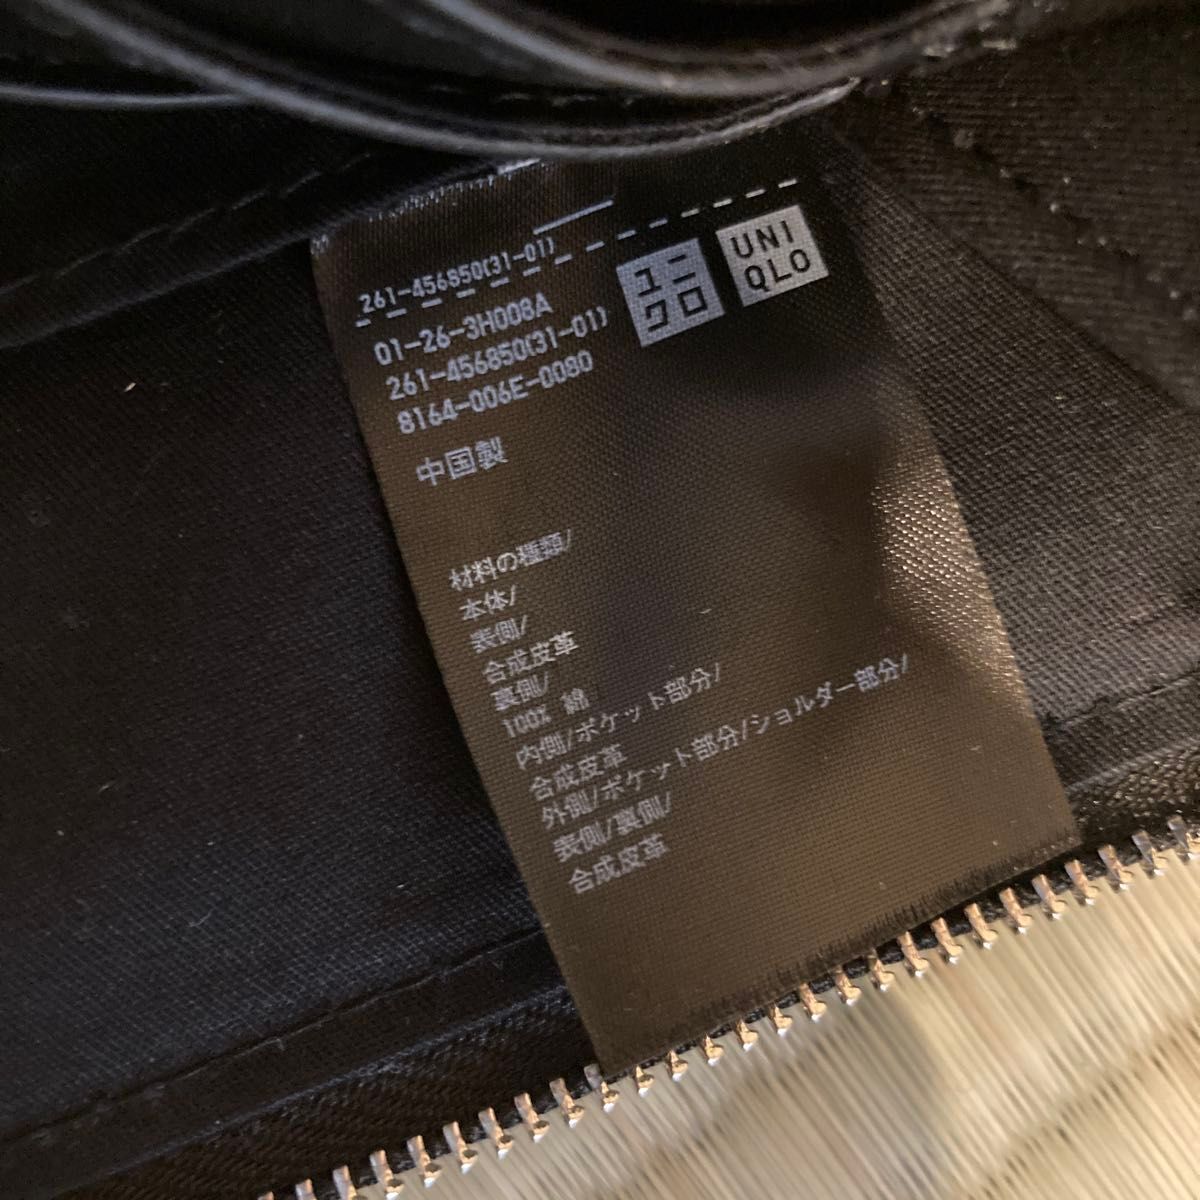 261-456850(31-01)
ユニクロ
UNIQLO
01-26-3H008A
261-456850(31-01)
8164-006E-0080
中国製
材料の種類/
本体/
表側/
合成皮革
裏側/
100% 綿
内側/ポケット部分/
合成皮革
外側/ポケット部分/ショルダー部分/
表側/裏側/
合成皮革